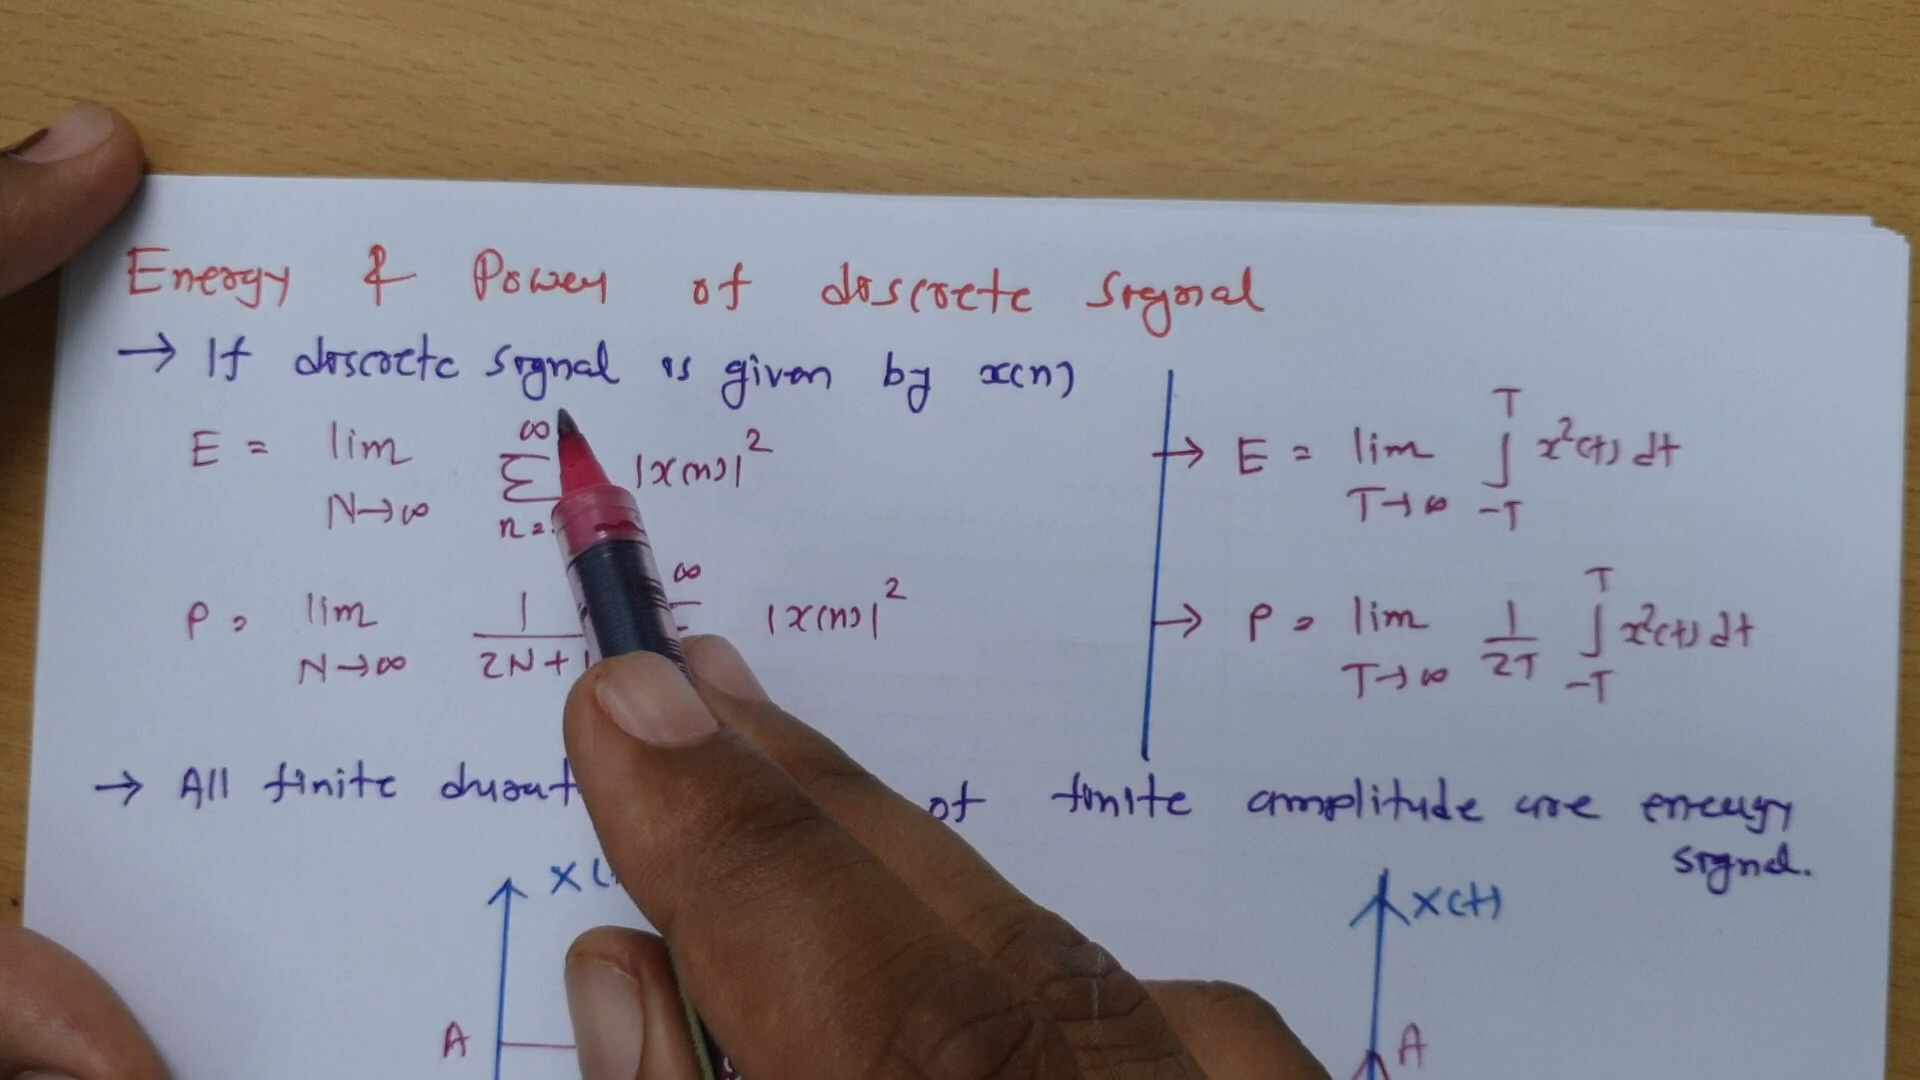 Energy & Power of discrete signal
→ If discrete signal is given by x(n)
E = lim N→∞ ∞ Σ n= |x(n)|²
P = lim N→∞ 1/2N+1 ∞ |x(n)|²
→ E = lim T→∞ ∫ T -T x²(t) dt
→ P = lim T→∞ 1/2T ∫ T -T x²(t) dt
→ All finite of finite amplitude are energy
signal.
X(
A
X(t)
A